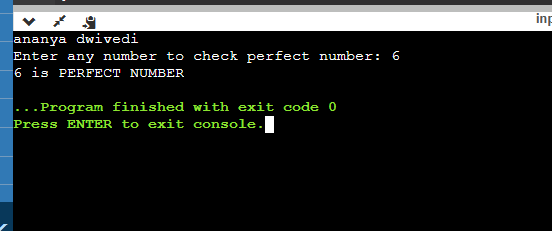 inp
ananya dwivedi
Enter any number to check perfect number: 6
6 is PERFECT NUMBER
...Program finished with exit code 0
Press ENTER to exit console.